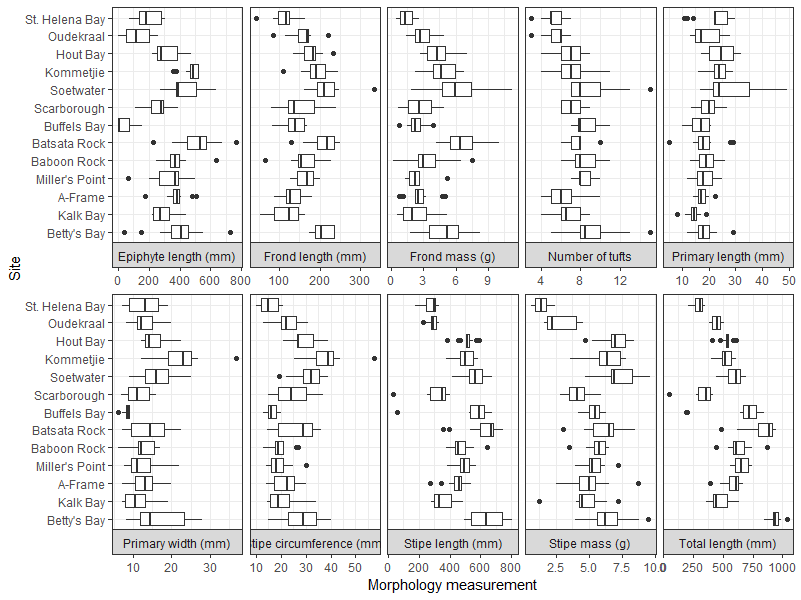 St. Helena Bay
Oudekraal
Hout Bay
Kommetjie
Soetwater
Scarborough
Buffels Bay
Batsata Rock
Baboon Rock
Miller's Point
A-Frame
Kalk Bay
Betty's Bay
Epiphyte length (mm) Frond length (mm) Frond mass (g) Number of tufts Primary length (mm)
0 200 400 600 800 100 200 300 0 3 6 9 4 8 12 10 20 30 40 50
Site
St. Helena Bay
Oudekraal
Hout Bay
Kommetjie
Soetwater
Scarborough
Buffels Bay
Batsata Rock
Baboon Rock
Miller's Point
A-Frame
Kalk Bay
Betty's Bay
Primary width (mm) tipe circumference (mm Stipe length (mm) Stipe mass (g) Total length (mm)
10 20 30 10 20 30 40 50 0 200 400 600 800 2.5 5.0 7.5 10.0 0 500 1000
Morphology measurement